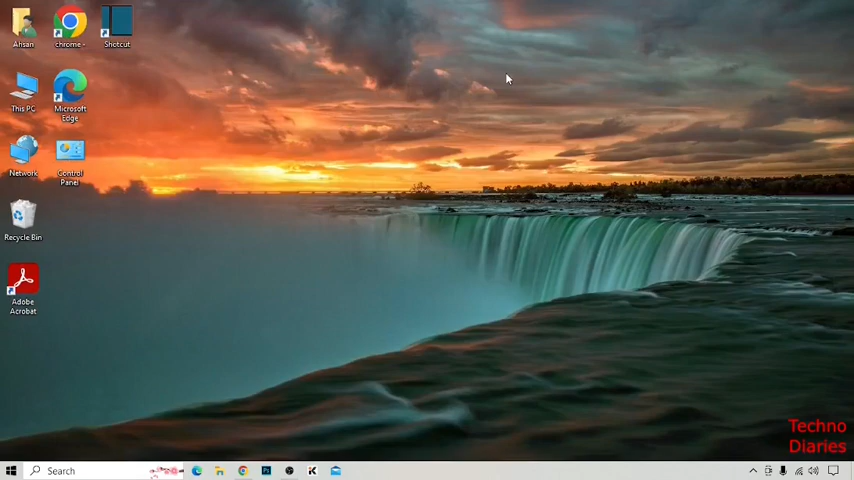 Ahsan
chrome -
Shotcut
This PC
Microsoft
Edge
Network
Control
Panel
Recycle Bin
Adobe
Acrobat
Techno
Diaries
Search